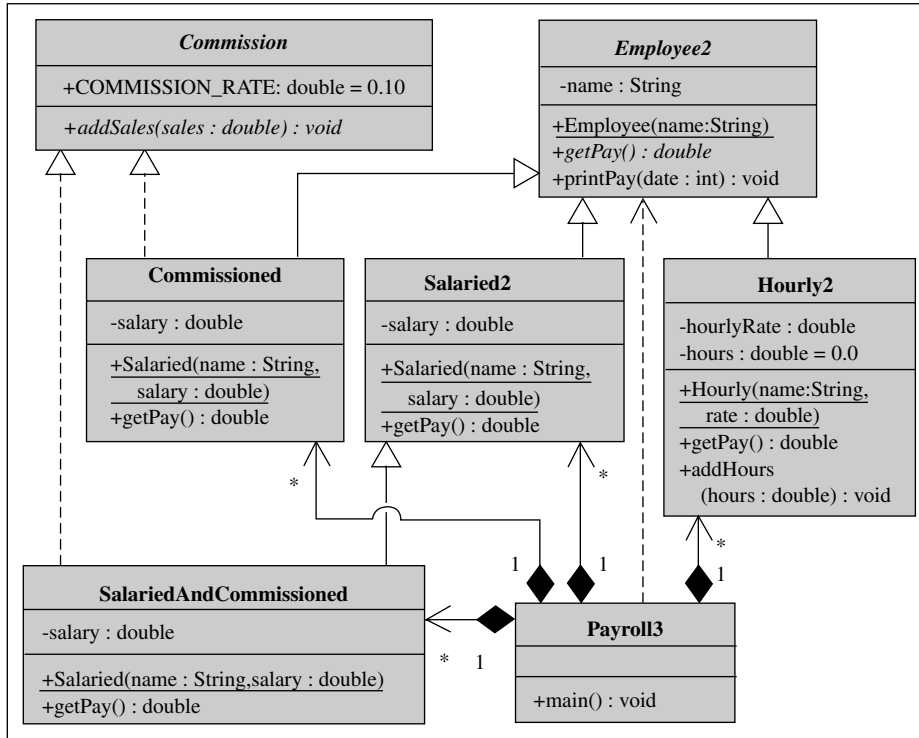 Commission
+COMMISSION_RATE: double = 0.10
+addSales(sales : double) : void
Employee2
-name : String
+Employee(name:String)
+getPay() : double
+printPay(date : int) : void
Commissioned
-salary : double
+Salaried(name : String,
salary : double)
+getPay() : double
Salaried2
-salary : double
+Salaried(name : String,
salary : double)
+getPay() : double
Hourly2
-hourlyRate : double
-hours : double = 0.0
+Hourly(name:String,
rate : double)
+getPay() : double
+addHours
(hours : double) : void
*
*
*
1
1
1
SalariedAndCommissioned
-salary : double
+Salaried(name : String,salary : double)
+getPay() : double
*
1
Payroll3
+main() : void